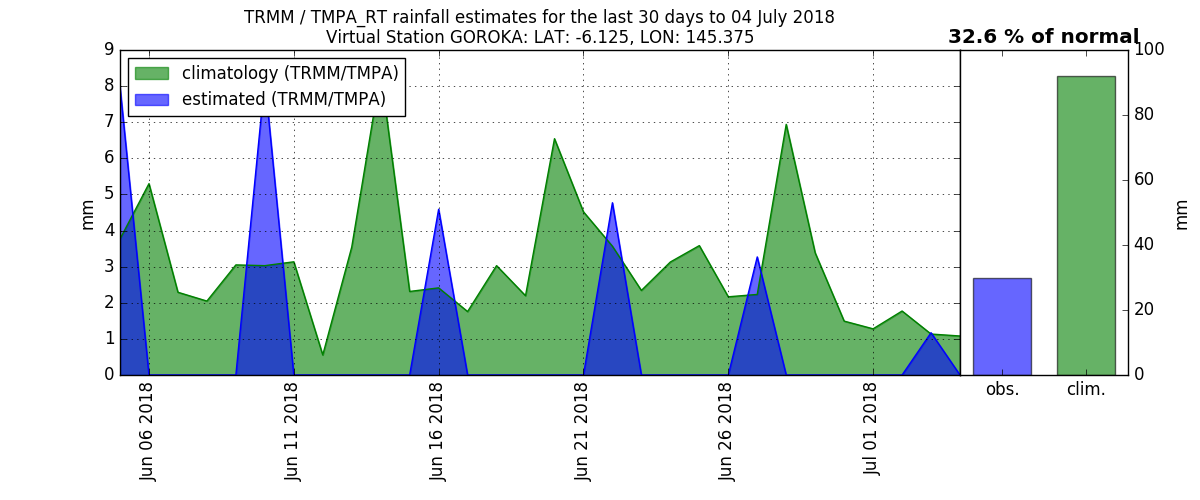 TRMM / TMPA_RT rainfall estimates for the last 30 days to 04 July 2018
Virtual Station GOROKA: LAT: -6.125, LON: 145.375
32.6 % of normal
climatology (TRMM/TMPA)
estimated (TRMM/TMPA)
9
8
7
6
5
4
3
2
1
0
mm
Jun 06 2018
Jun 11 2018
Jun 16 2018
Jun 21 2018
Jun 26 2018
Jul 01 2018
100
80
60
40
20
0
mm
obs.
clim.